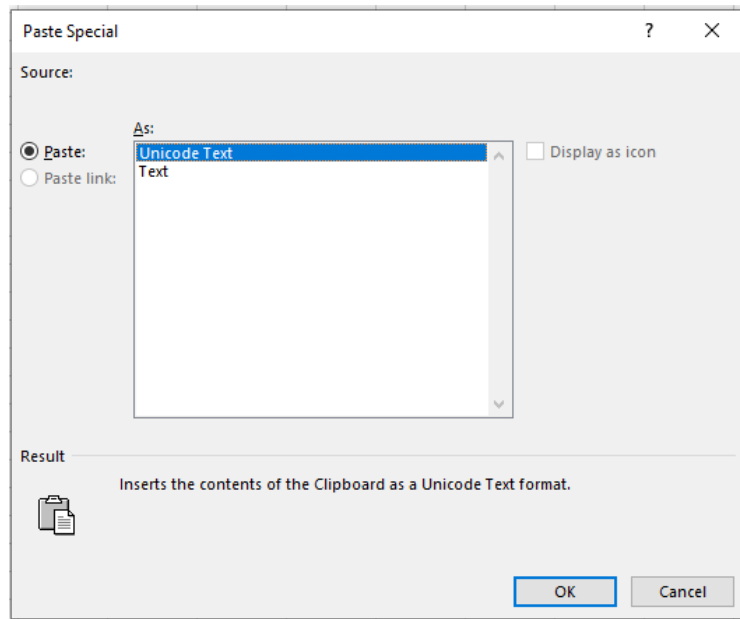 Paste Special
?
Source:
As:
Paste:
Paste link:
Unicode Text
Text
Display as icon
Result
Inserts the contents of the Clipboard as a Unicode Text format.
OK
Cancel